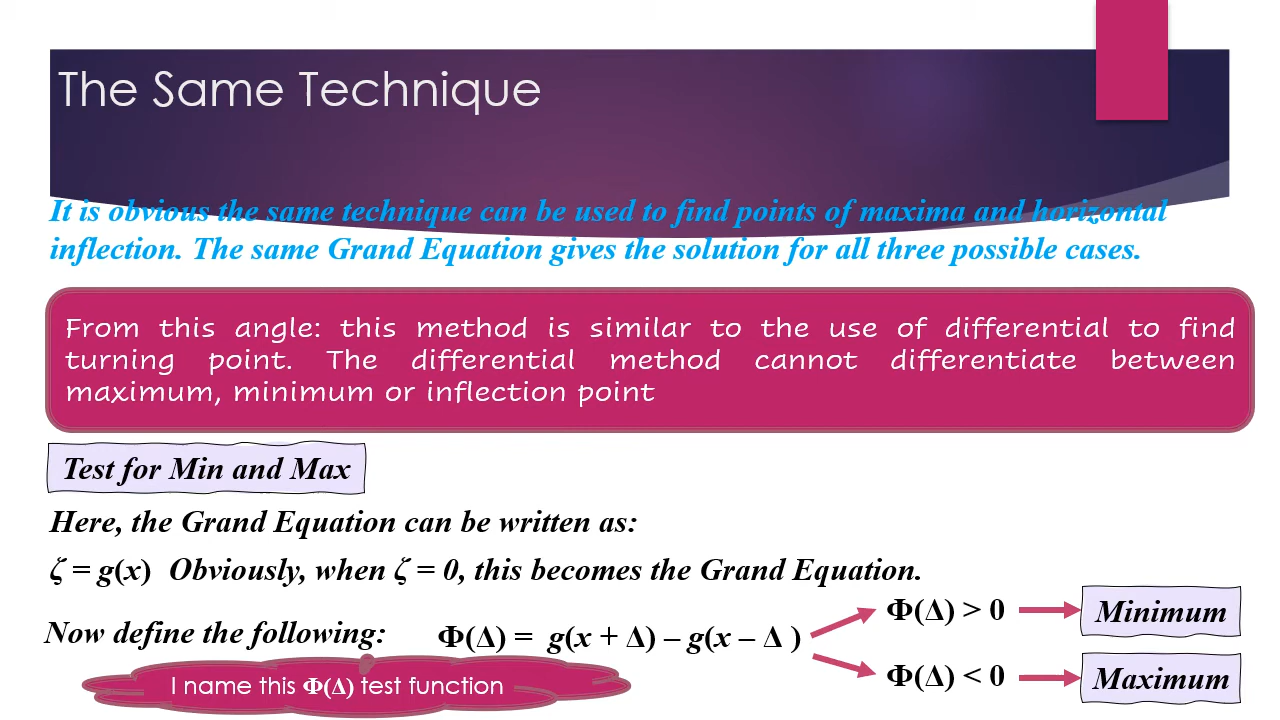 The Same Technique
It is obvious the same technique can be used to find points of maxima and horizontal
inflection. The same Grand Equation gives the solution for all three possible cases.
From this angle: this method is similar to the use of differential to find
turning point. The differential method cannot differentiate between
maximum, minimum or inflection point
Test for Min and Max
Here, the Grand Equation can be written as:
ζ = g(x) Obviously, when ζ = 0, this becomes the Grand Equation.
Now define the following: Φ(Δ) = g(x + Δ) – g(x – Δ )
Φ(Δ) > 0 Minimum
Φ(Δ) < 0 Maximum
I name this Φ(Δ) test function